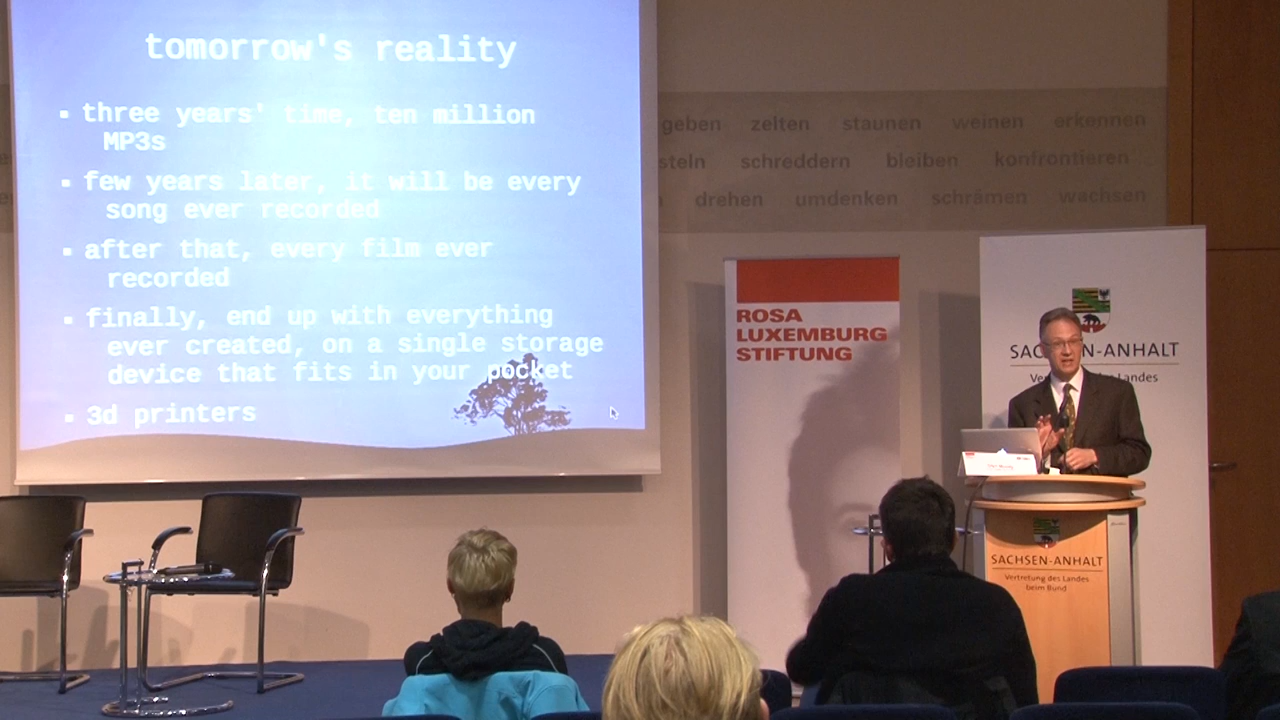 tomorrow's reality
▪ three years' time, ten million
MP3s
▪ few years later, it will be every
song ever recorded
▪ after that, every film ever
recorded
▪ finally, end up with everything
ever created, on a single storage
device that fits in your pocket
▪ 3d printers
geben zelten staunen weinen erkennen
steln schreddern bleiben konfrontieren
drehen umdenken schrämen wachsen
ROSA
LUXEMBURG
STIFTUNG
SACHSEN-ANHALT
Landes
SACHSEN-ANHALT
Vertretung des Landes
beim Bund